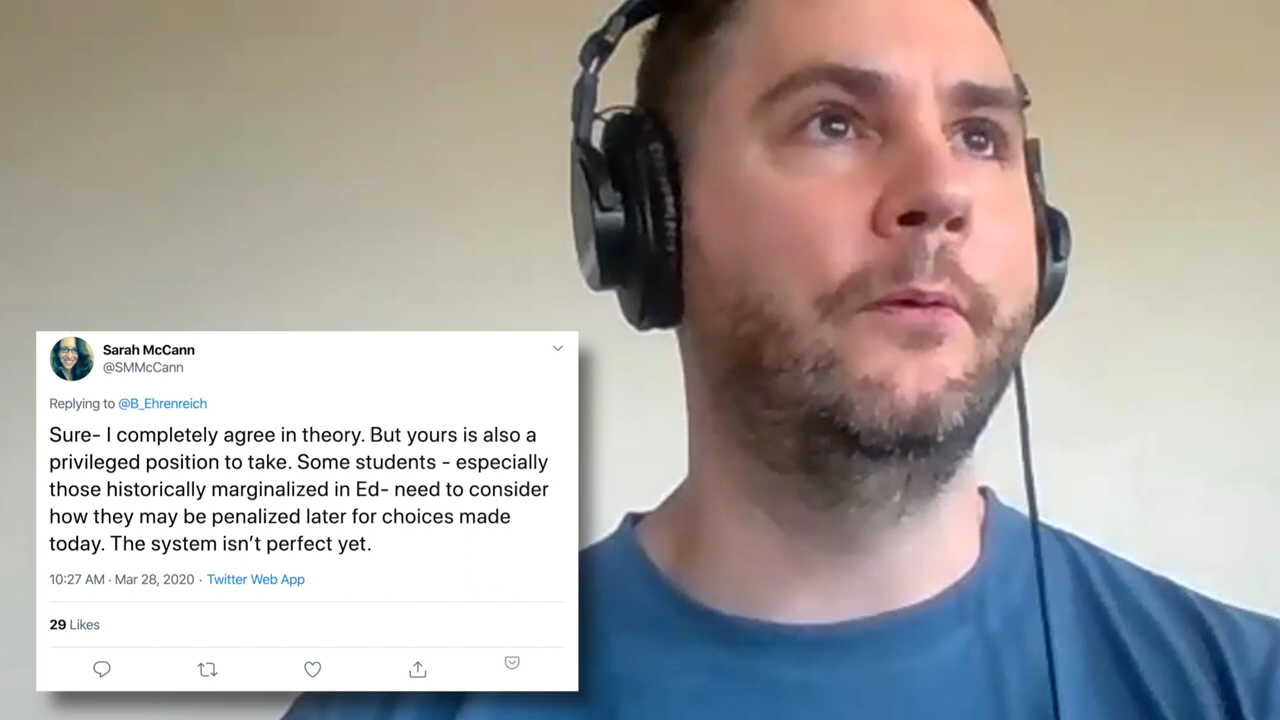 Sarah McCann
@SMMcCann
Replying to @B_Ehrenreich
Sure- I completely agree in theory. But yours is also a
privileged position to take. Some students - especially
those historically marginalized in Ed- need to consider
how they may be penalized later for choices made
today. The system isn’t perfect yet.
10:27 AM · Mar 28, 2020 · Twitter Web App
29 Likes